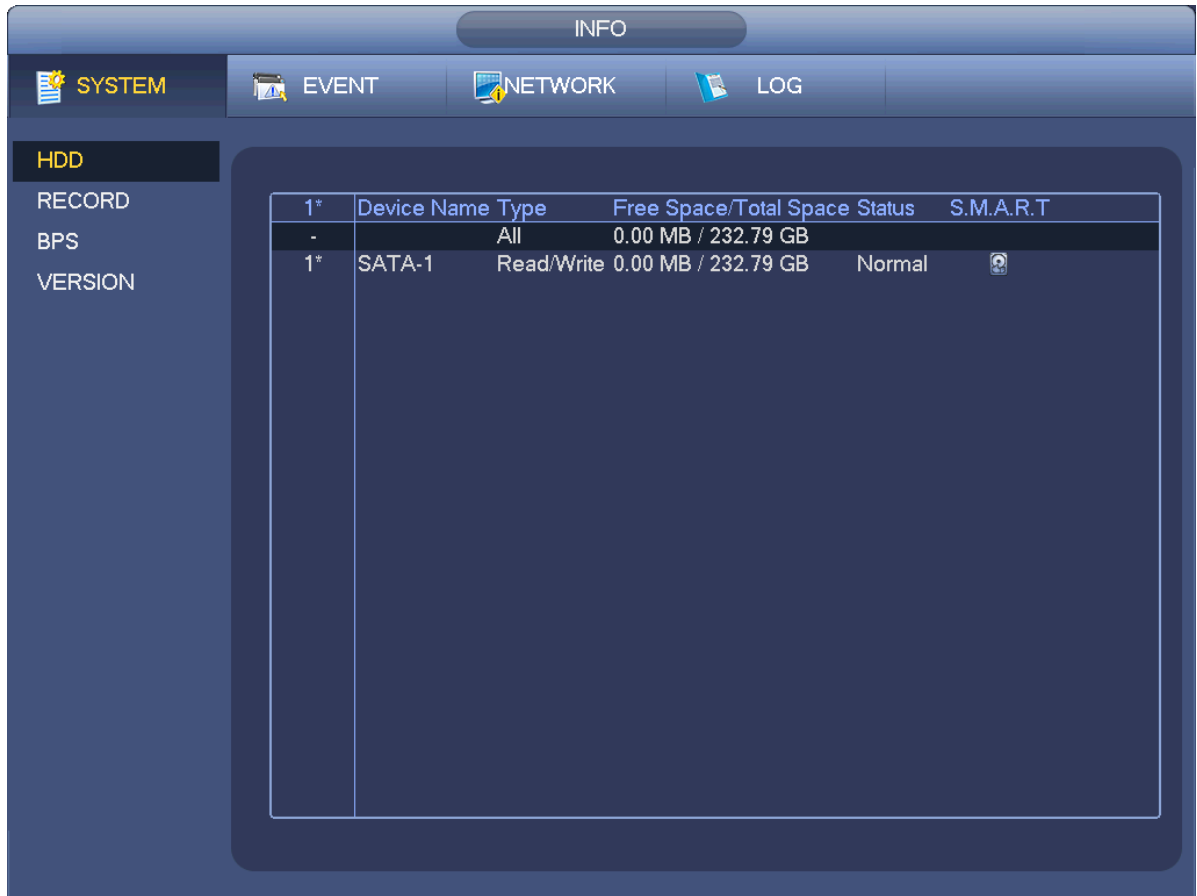 INFO
SYSTEM EVENT NETWORK LOG
HDD
RECORD
BPS
VERSION
1* Device Name Type Free Space/Total Space Status S.M.A.R.T
- All 0.00 MB / 232.79 GB
1* SATA-1 Read/Write 0.00 MB / 232.79 GB Normal